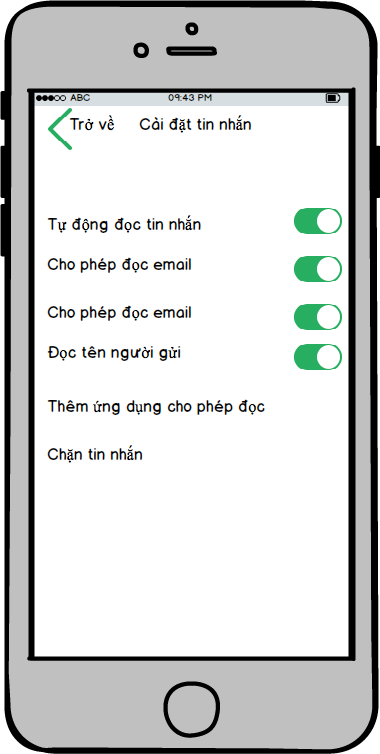 ABC 09:43 PM
Trở về Cài đặt tin nhắn
Tự động đọc tin nhắn
Cho phép đọc email
Cho phép đọc email
Đọc tên người gửi
Thêm ứng dụng cho phép đọc
Chặn tin nhắn